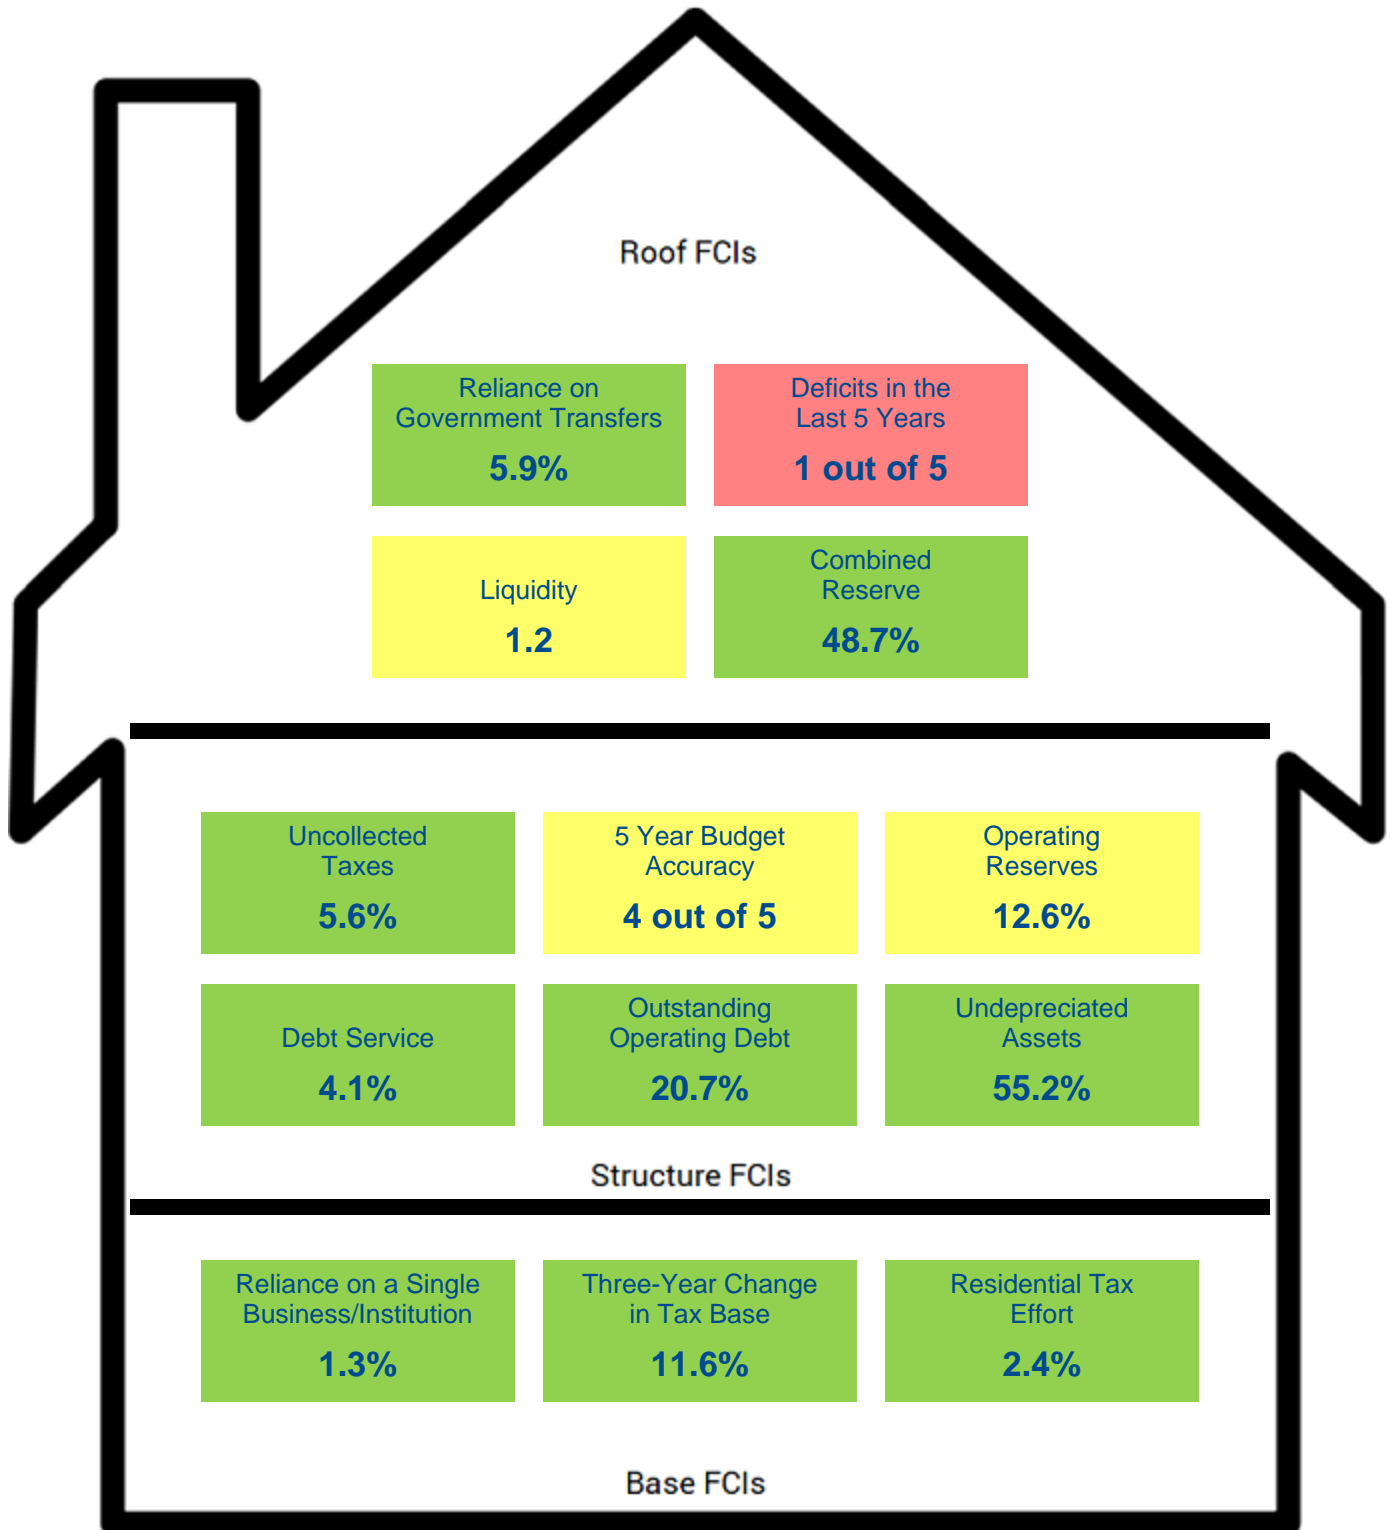 Roof FCIs
Reliance on
Government Transfers
5.9%
Deficits in the
Last 5 Years
1 out of 5
Liquidity
1.2
Combined
Reserve
48.7%
Uncollected
Taxes
5.6%
5 Year Budget
Accuracy
4 out of 5
Operating
Reserves
12.6%
Debt Service
4.1%
Outstanding
Operating Debt
20.7%
Undepreciated
Assets
55.2%
Structure FCIs
Reliance on a Single
Business/Institution
1.3%
Three-Year Change
in Tax Base
11.6%
Residential Tax
Effort
2.4%
Base FCIs